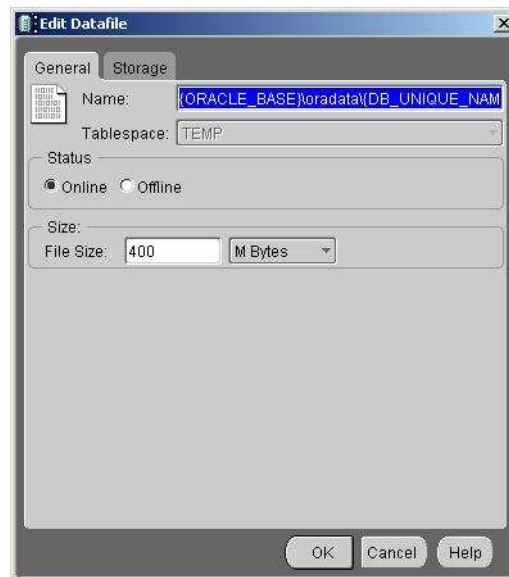 Edit Datafile
General Storage
Name: {ORACLE_BASE}\oradata\{DB_UNIQUE_NAM
Tablespace: TEMP
Status
Online Offline
Size:
File Size: 400 M Bytes
OK Cancel Help